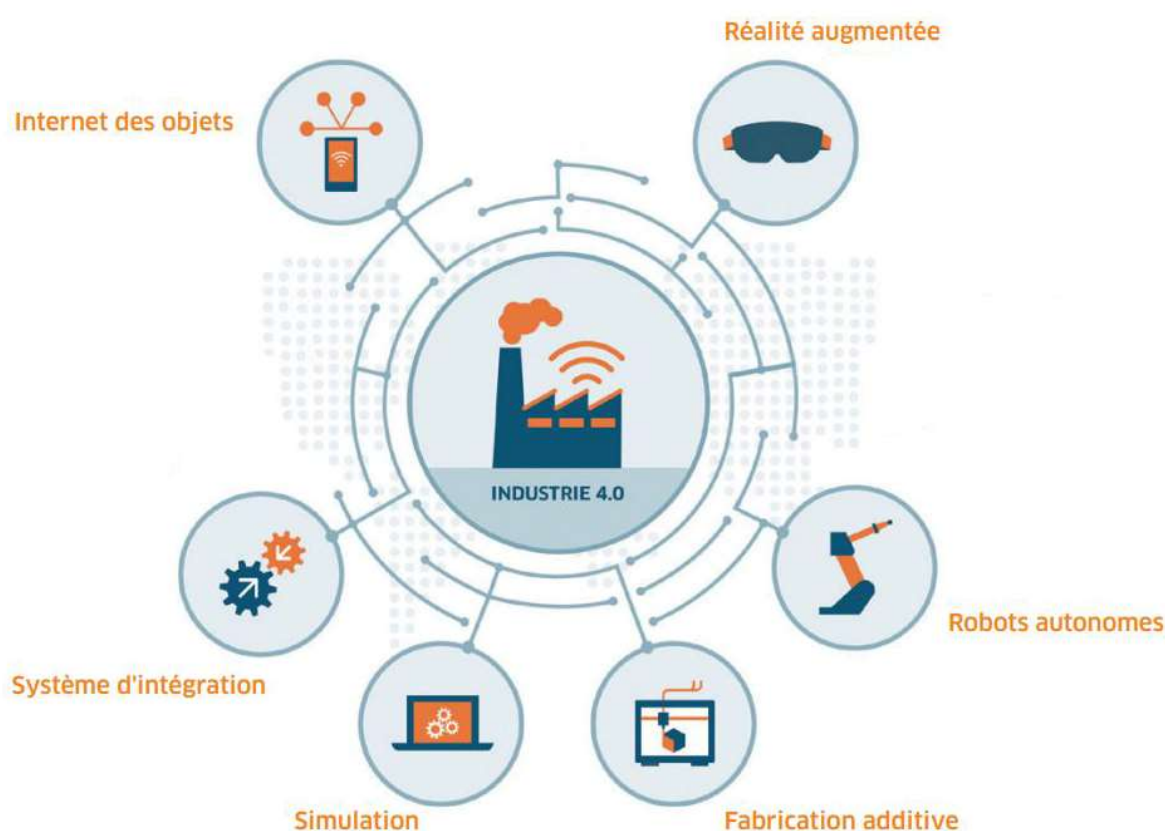 Réalité augmentée
Internet des objets
INDUSTRIE 4.0
Robots autonomes
Système d'intégration
Simulation
Fabrication additive